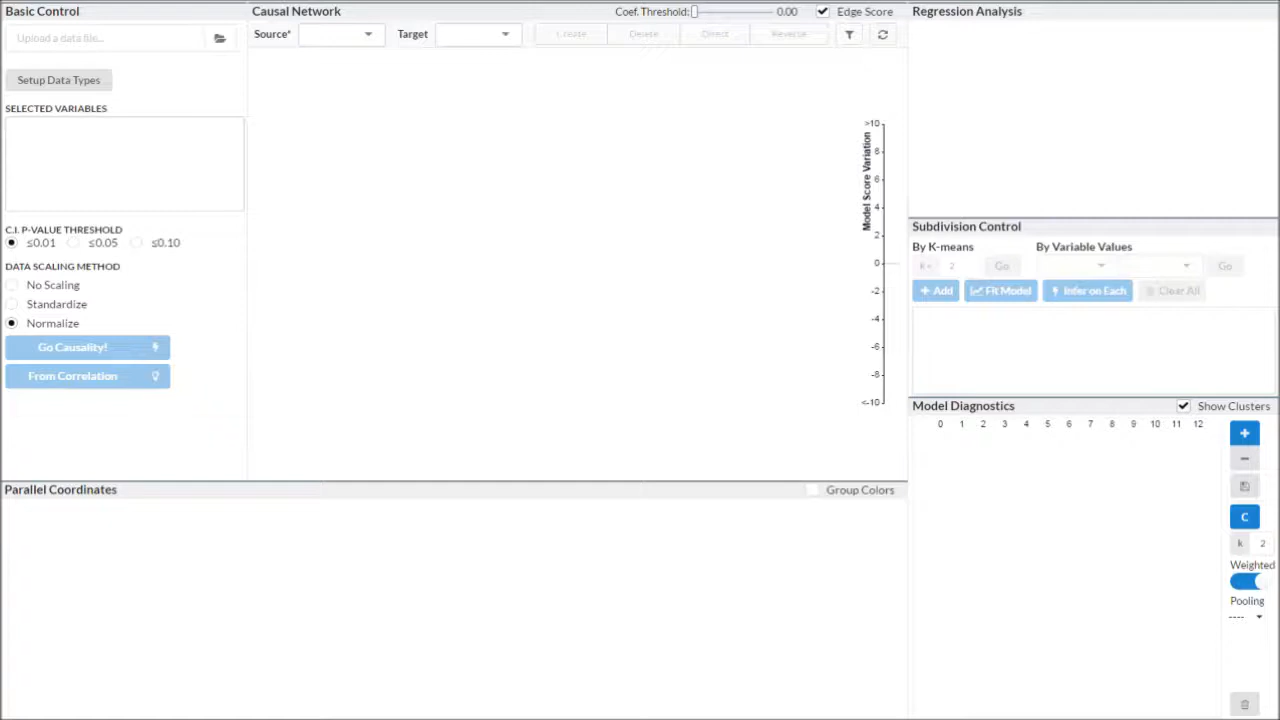 Basic Control
Upload a data file...
Setup Data Types
SELECTED VARIABLES
C.I. P-VALUE THRESHOLD
≤0.01 ≤0.05 ≤0.10
DATA SCALING METHOD
No Scaling
Standardize
Normalize
Go Causality!
From Correlation
Causal Network
Coef. Threshold: 0.00 Edge Score
Source* Target Create Delete Direct Reverse
Model Score Variation
>10
8
6
4
2
0
-2
-4
-6
-8
<-10
Regression Analysis
Subdivision Control
By K-means By Variable Values
K= 2 Go Go
+ Add Fit Model Infer on Each Clear All
Model Diagnostics Show Clusters
0 1 2 3 4 5 6 7 8 9 10 11 12
+
−
C
k 2
Weighted
Pooling
----
Parallel Coordinates Group Colors